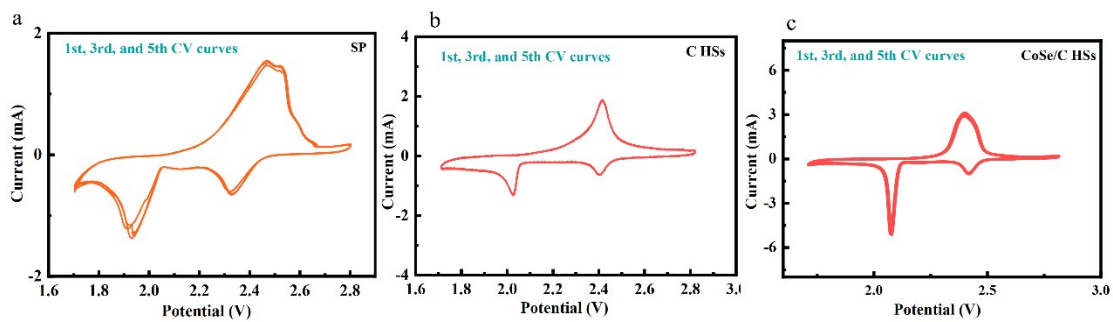 a
1st, 3rd, and 5th CV curves
SP
Current (mA)
2
0
-2
1.6
1.8
2.0
2.2
2.4
2.6
2.8
Potential (V)
b
1st, 3rd, and 5th CV curves
C HSs
Current (mA)
4
2
0
-2
-4
1.6
1.8
2.0
2.2
2.4
2.6
2.8
3.0
Potential (V)
c
1st, 3rd, and 5th CV curves
CoSe/C HSs
Current (mA)
6
3
0
-3
-6
2.0
2.5
3.0
Potential (V)